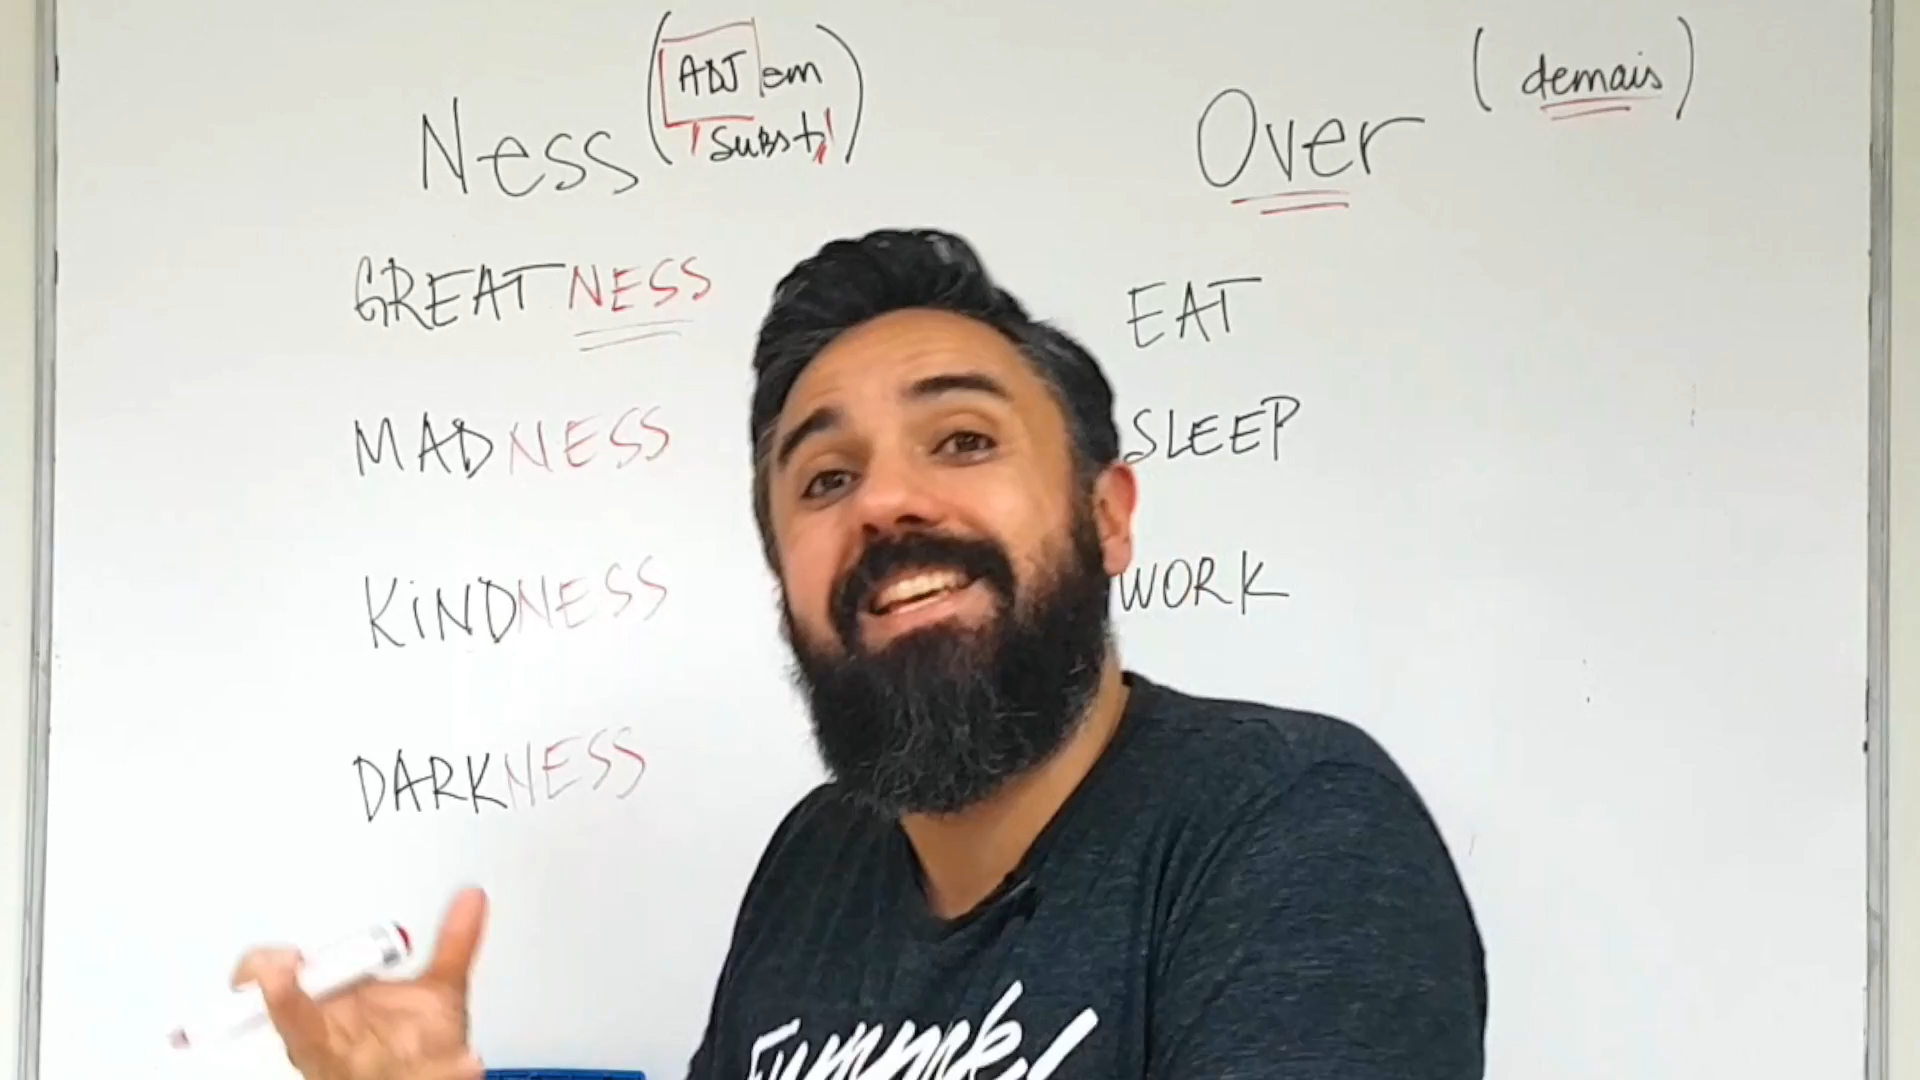 Ness (ADJ em
Subst)
GREATNESS
MADNESS
KINDNESS
DARKNESS
Over (demais)
EAT
SLEEP
WORK